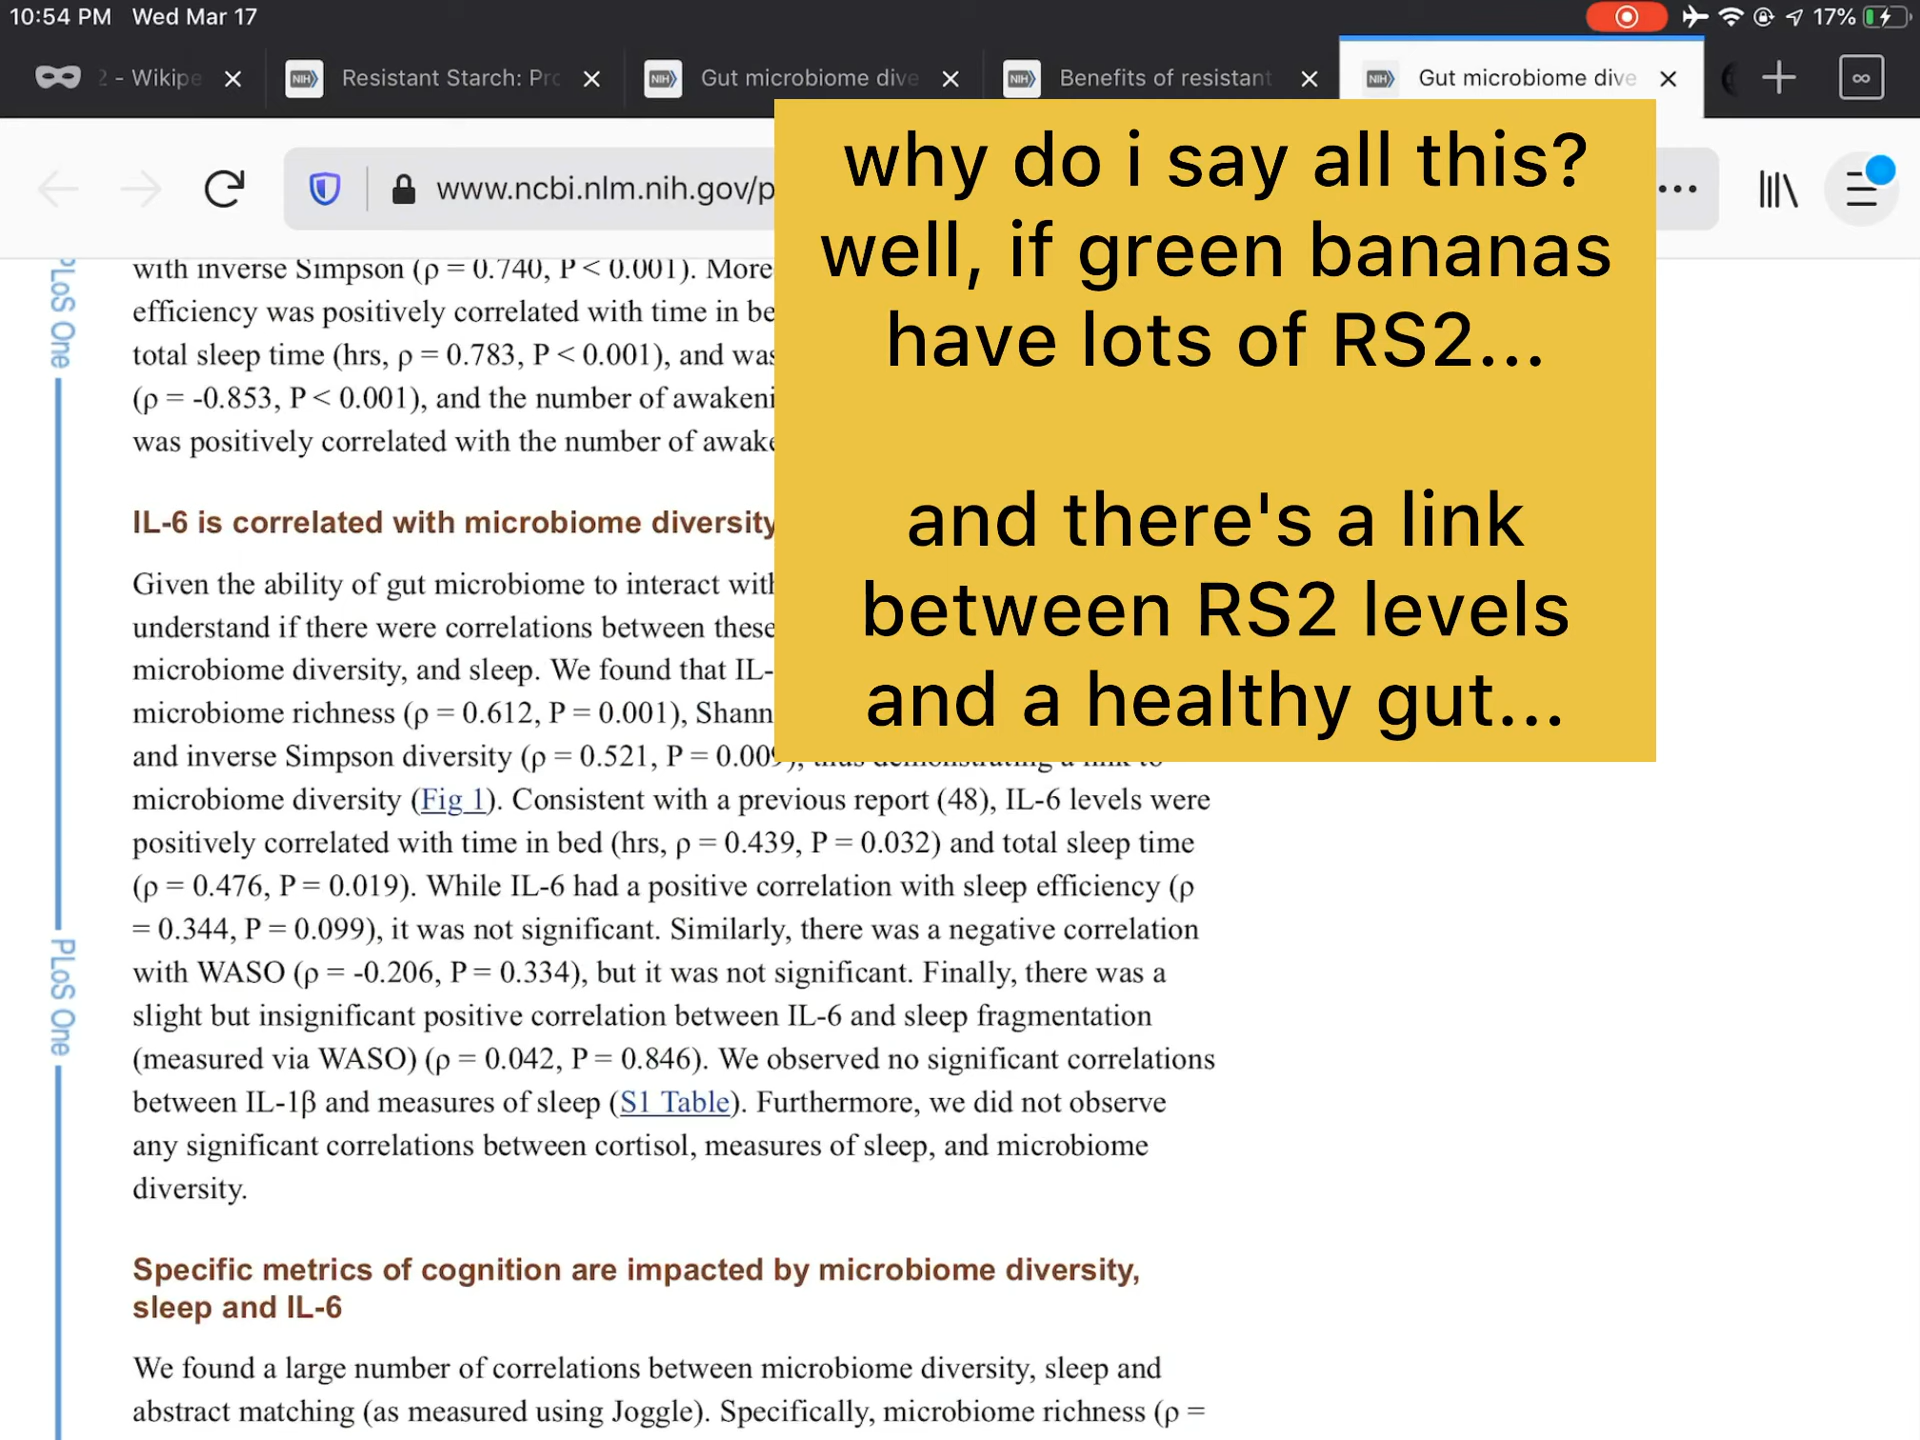 10:54 PM Wed Mar 17
17%
2 - Wikipe
NIH
Resistant Starch: Pro
NIH
Gut microbiome dive
NIH
Benefits of resistant
NIH
Gut microbiome dive
www.ncbi.nlm.nih.gov/p
why do i say all this?
well, if green bananas
have lots of RS2...
and there's a link
between RS2 levels
and a healthy gut...
PLoS One
PLoS One
with inverse Simpson (ρ = 0.740, P < 0.001). More
efficiency was positively correlated with time in be
total sleep time (hrs, ρ = 0.783, P < 0.001), and was
(ρ = -0.853, P < 0.001), and the number of awakeni
was positively correlated with the number of awake
IL-6 is correlated with microbiome diversity
Given the ability of gut microbiome to interact with
understand if there were correlations between these
microbiome diversity, and sleep. We found that IL-
microbiome richness (ρ = 0.612, P = 0.001), Shann
and inverse Simpson diversity (ρ = 0.521, P = 0.009), thus demonstrating a link to
microbiome diversity (Fig 1). Consistent with a previous report (48), IL-6 levels were
positively correlated with time in bed (hrs, ρ = 0.439, P = 0.032) and total sleep time
(ρ = 0.476, P = 0.019). While IL-6 had a positive correlation with sleep efficiency (ρ
= 0.344, P = 0.099), it was not significant. Similarly, there was a negative correlation
with WASO (ρ = -0.206, P = 0.334), but it was not significant. Finally, there was a
slight but insignificant positive correlation between IL-6 and sleep fragmentation
(measured via WASO) (ρ = 0.042, P = 0.846). We observed no significant correlations
between IL-1β and measures of sleep (S1 Table). Furthermore, we did not observe
any significant correlations between cortisol, measures of sleep, and microbiome
diversity.
Specific metrics of cognition are impacted by microbiome diversity,
sleep and IL-6
We found a large number of correlations between microbiome diversity, sleep and
abstract matching (as measured using Joggle). Specifically, microbiome richness (ρ =